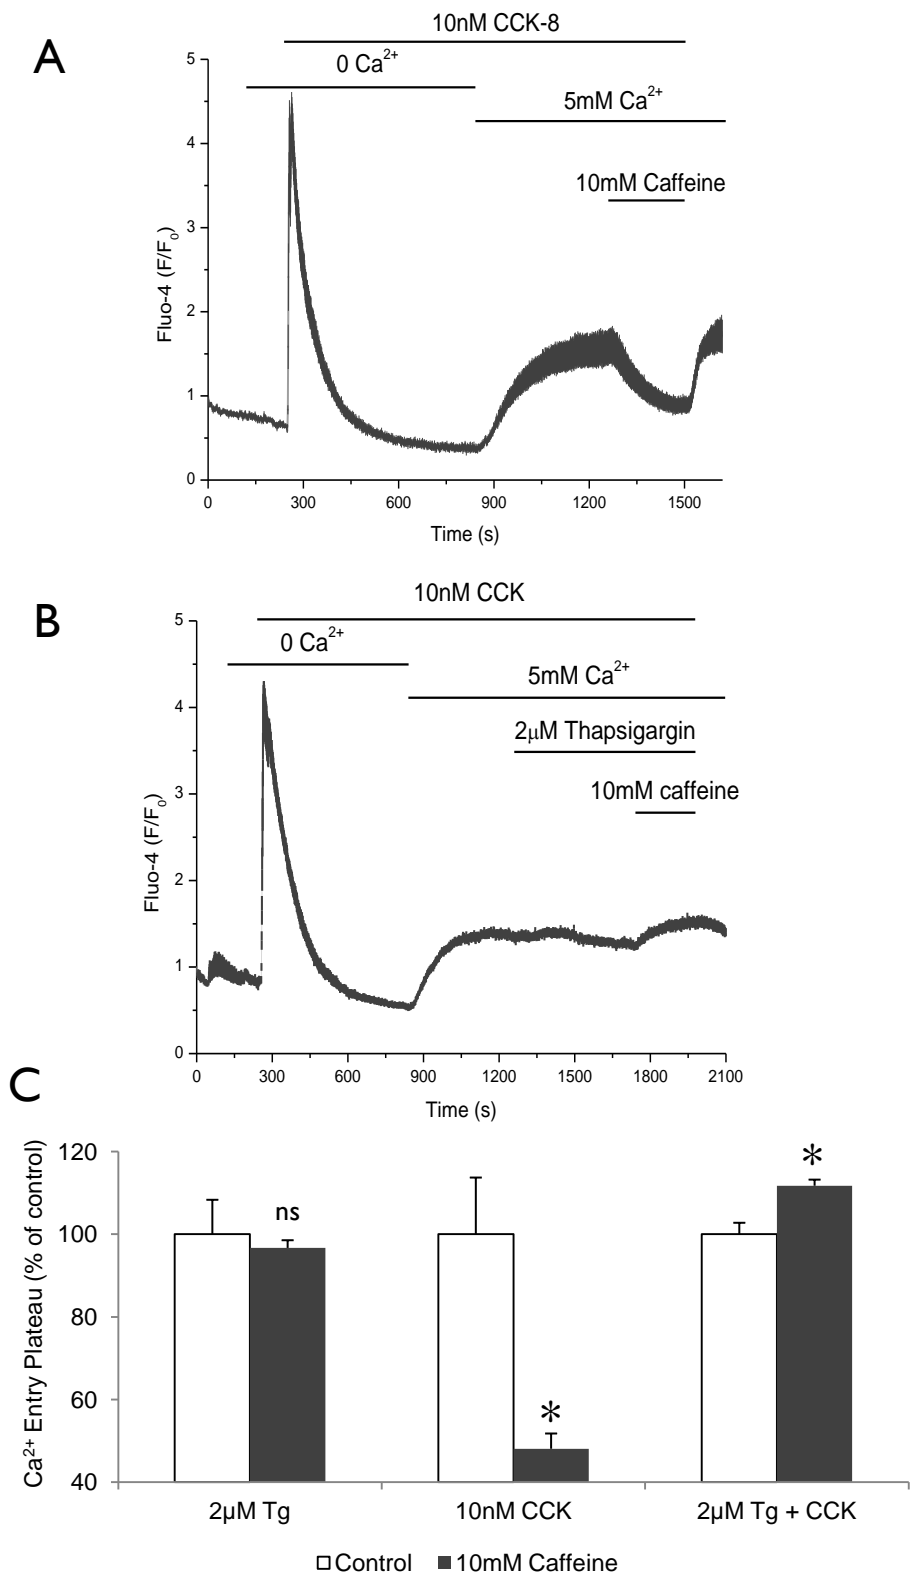 A
10nM CCK-8
0 Ca²⁺
5mM Ca²⁺
10mM Caffeine
Fluo-4 (F/F₀)
5
4
3
2
1
0
0 300 600 900 1200 1500
Time (s)
B
10nM CCK
0 Ca²⁺
5mM Ca²⁺
2μM Thapsigargin
10mM caffeine
Fluo-4 (F/F₀)
5
4
3
2
1
0
0 300 600 900 1200 1500 1800 2100
Time (s)
C
Ca²⁺ Entry Plateau (% of control)
120
100
80
60
40
ns
*
*
2μM Tg 10nM CCK 2μM Tg + CCK
Control 10mM Caffeine